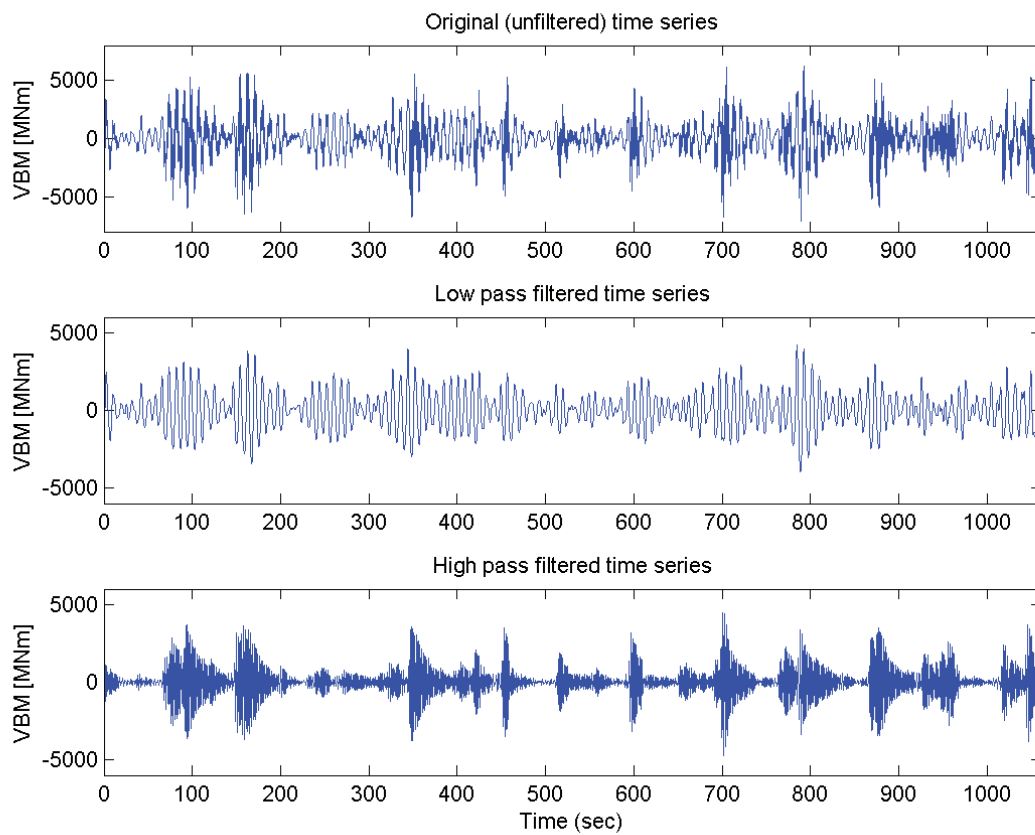 Original (unfiltered) time series
VBM [MNm]
5000
0
-5000
0 100 200 300 400 500 600 700 800 900 1000
Low pass filtered time series
VBM [MNm]
5000
0
-5000
0 100 200 300 400 500 600 700 800 900 1000
High pass filtered time series
VBM [MNm]
5000
0
-5000
0 100 200 300 400 500 600 700 800 900 1000
Time (sec)